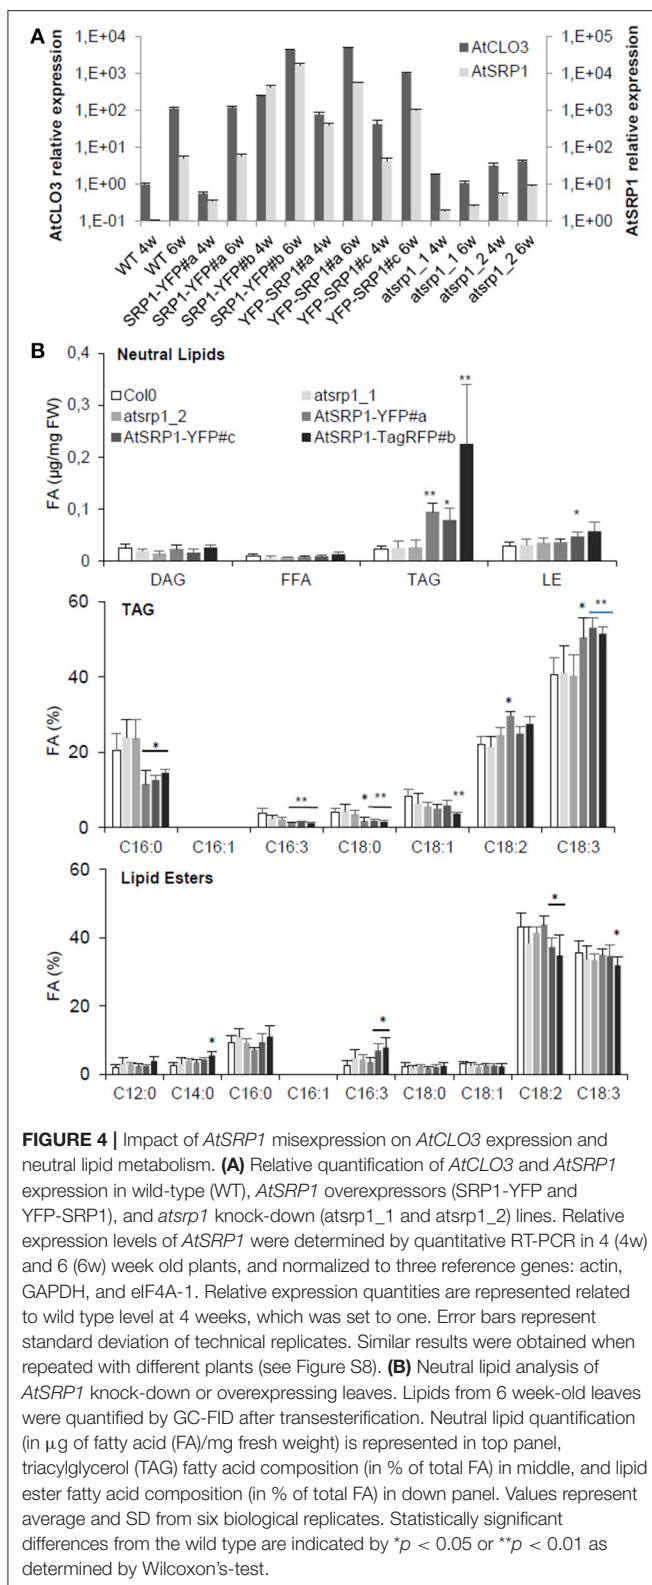 A
1,E+04
1,E+03
1,E+02
1,E+01
1,E+00
1,E-01
AtCLO3 relative expression
AtCLO3
AtSRP1
1,E+05
1,E+04
1,E+03
1,E+02
1,E+01
1,E+00
AtSRP1 relative expression
WT 4w
WT 6w
SRP1-YFP#a 4w
SRP1-YFP#a 6w
SRP1-YFP#b 4w
SRP1-YFP#b 6w
YFP-SRP1#a 4w
YFP-SRP1#a 6w
YFP-SRP1#c 4w
YFP-SRP1#c 6w
atsrp1_1 4w
atsrp1_1 6w
atsrp1_2 4w
atsrp1_2 6w
B
Neutral Lipids
0,4
0,3
0,2
0,1
0
FA (µg/mg FW)
Col0
atsrp1_1
atsrp1_2
AtSRP1-YFP#a
AtSRP1-YFP#c
AtSRP1-TagRFP#b
** * ** *
DAG FFA TAG LE
TAG
60
40
20
0
FA (%)
* ** * ** ** * * **
C16:0 C16:1 C16:3 C18:0 C18:1 C18:2 C18:3
Lipid Esters
60
40
20
0
FA (%)
* * * *
C12:0 C14:0 C16:0 C16:1 C16:3 C18:0 C18:1 C18:2 C18:3
FIGURE 4 | Impact of AtSRP1 misexpression on AtCLO3 expression and
neutral lipid metabolism. (A) Relative quantification of AtCLO3 and AtSRP1
expression in wild-type (WT), AtSRP1 overexpressors (SRP1-YFP and
YFP-SRP1), and atsrp1 knock-down (atsrp1_1 and atsrp1_2) lines. Relative
expression levels of AtSRP1 were determined by quantitative RT-PCR in 4 (4w)
and 6 (6w) week old plants, and normalized to three reference genes: actin,
GAPDH, and eIF4A-1. Relative expression quantities are represented related
to wild type level at 4 weeks, which was set to one. Error bars represent
standard deviation of technical replicates. Similar results were obtained when
repeated with different plants (see Figure S8). (B) Neutral lipid analysis of
AtSRP1 knock-down or overexpressing leaves. Lipids from 6 week-old leaves
were quantified by GC-FID after transesterification. Neutral lipid quantification
(in µg of fatty acid (FA)/mg fresh weight) is represented in top panel,
triacylglycerol (TAG) fatty acid composition (in % of total FA) in middle, and lipid
ester fatty acid composition (in % of total FA) in down panel. Values represent
average and SD from six biological replicates. Statistically significant
differences from the wild type are indicated by *p < 0.05 or **p < 0.01 as
determined by Wilcoxon's-test.